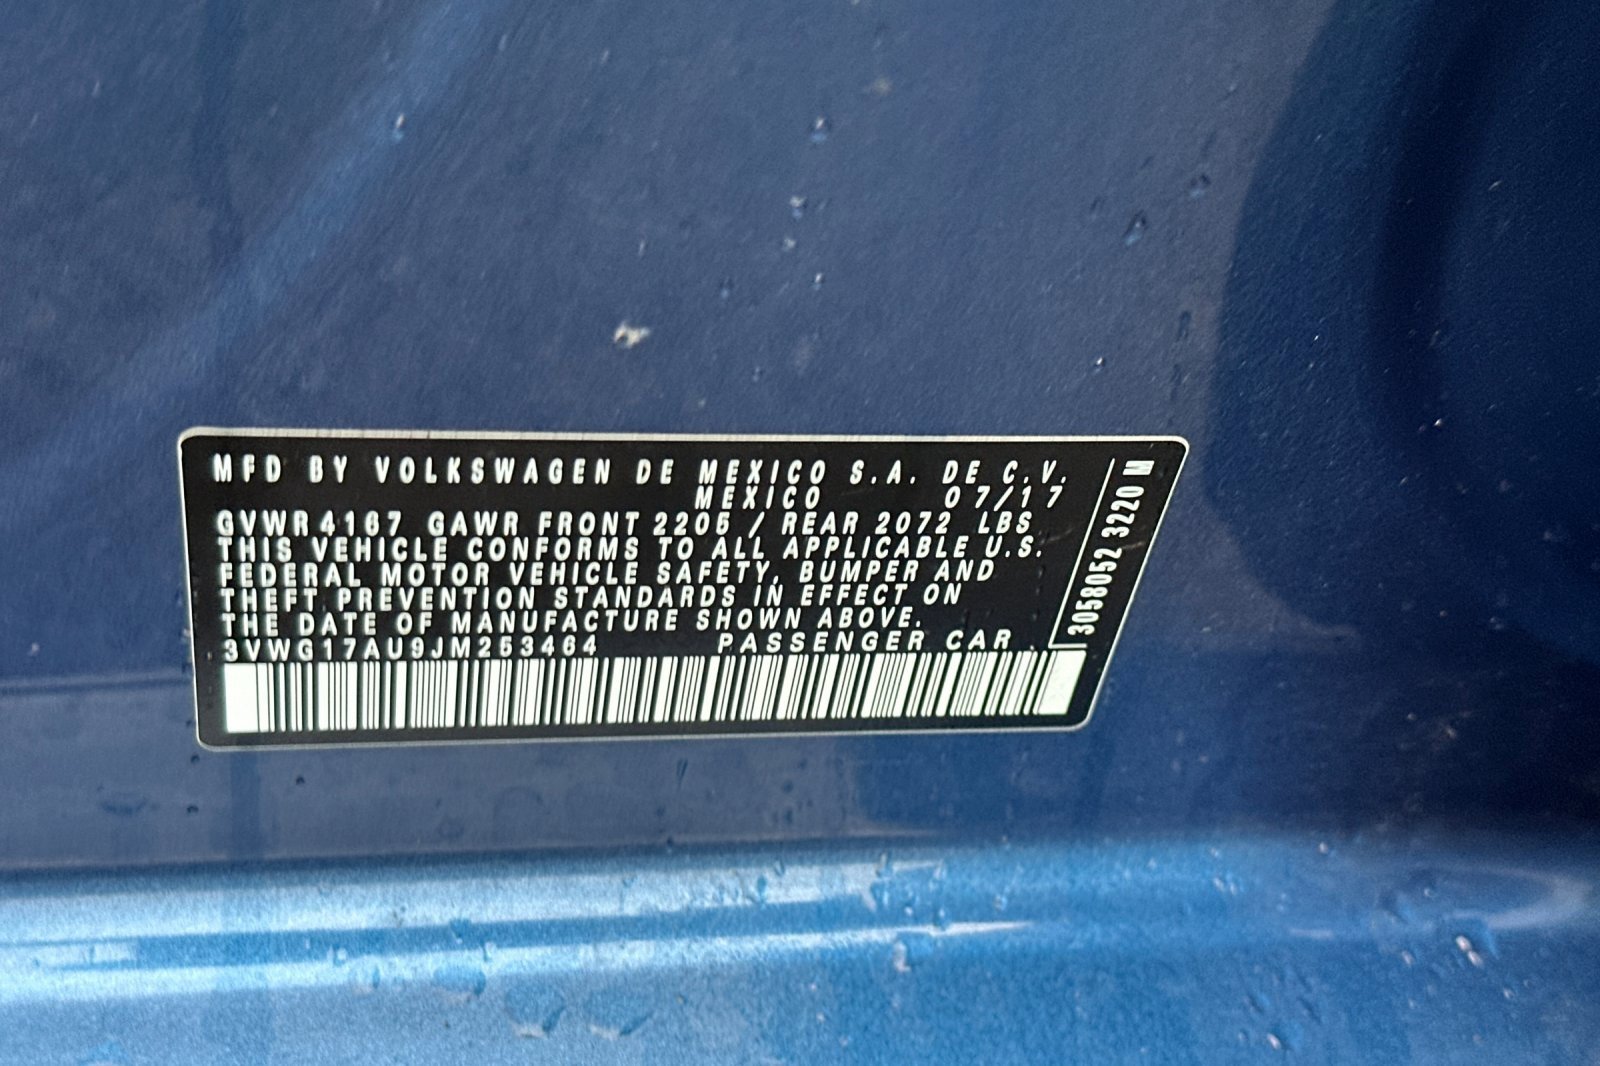 MFD BY VOLKSWAGEN DE MEXICO S.A. DE C.V.
MEXICO 07/17
GVWR 4167 GAWR FRONT 2205 / REAR 2072 LBS
THIS VEHICLE CONFORMS TO ALL APPLICABLE U.S.
FEDERAL MOTOR VEHICLE SAFETY, BUMPER AND
THEFT PREVENTION STANDARDS IN EFFECT ON
THE DATE OF MANUFACTURE SHOWN ABOVE.
3VWG17AU9JM253464 PASSENGER CAR
3058052 3220 M